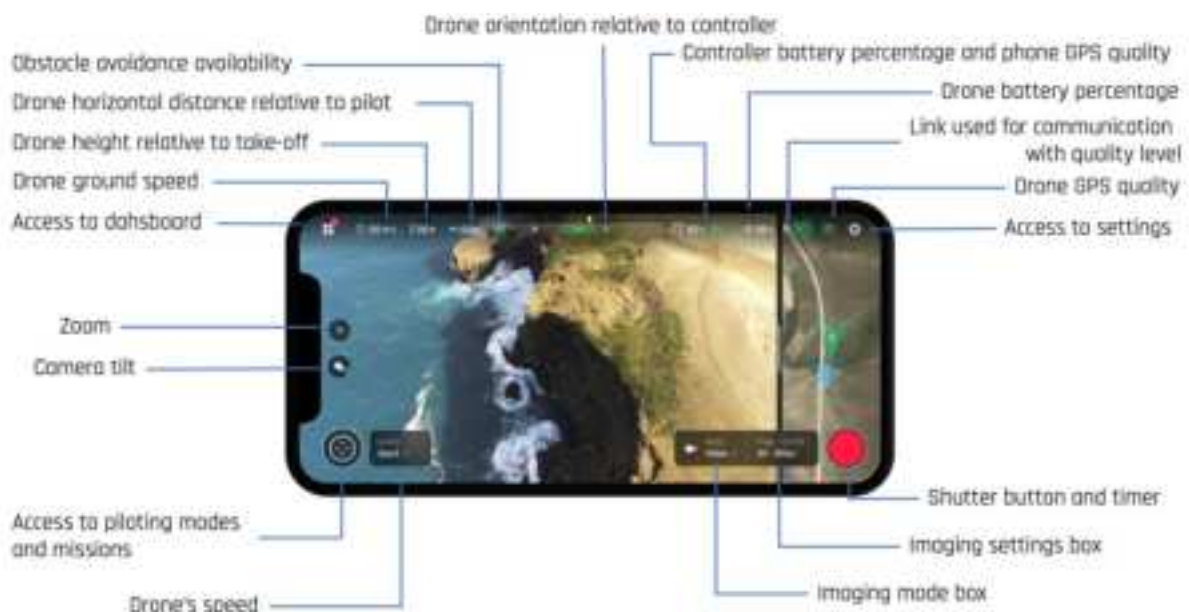 Drone orientation relative to controller
Obstacle avoidance availability
Controller battery percentage and phone GPS quality
Drone horizontal distance relative to pilot
Drone battery percentage
Drone height relative to take-off
Link used for communication
with quality level
Drone ground speed
Drone GPS quality
Access to dahsboard
Access to settings
Zoom
Camera tilt
Shutter button and timer
Access to piloting modes
and missions
Imaging settings box
Imaging mode box
Drone's speed